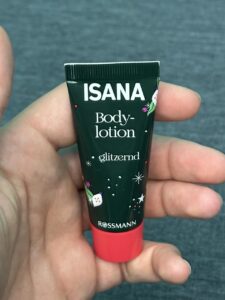 ISANA
Body-
lotion
glitzernd
ROSSMANN